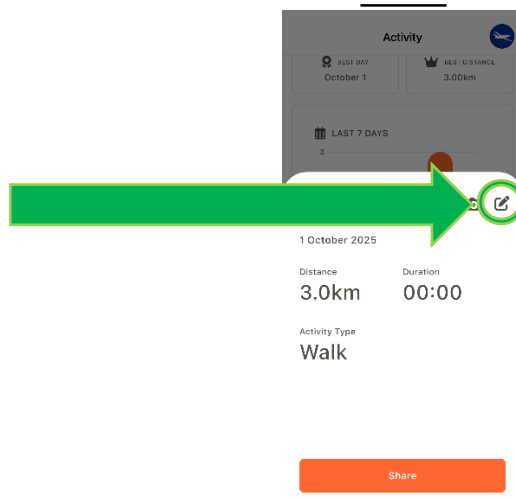 Activity
BEST DAY
BEST DISTANCE
October 1
3.00km
LAST 7 DAYS
3
1 October 2025
Distance
Duration
3.0km
00:00
Activity Type
Walk
Share